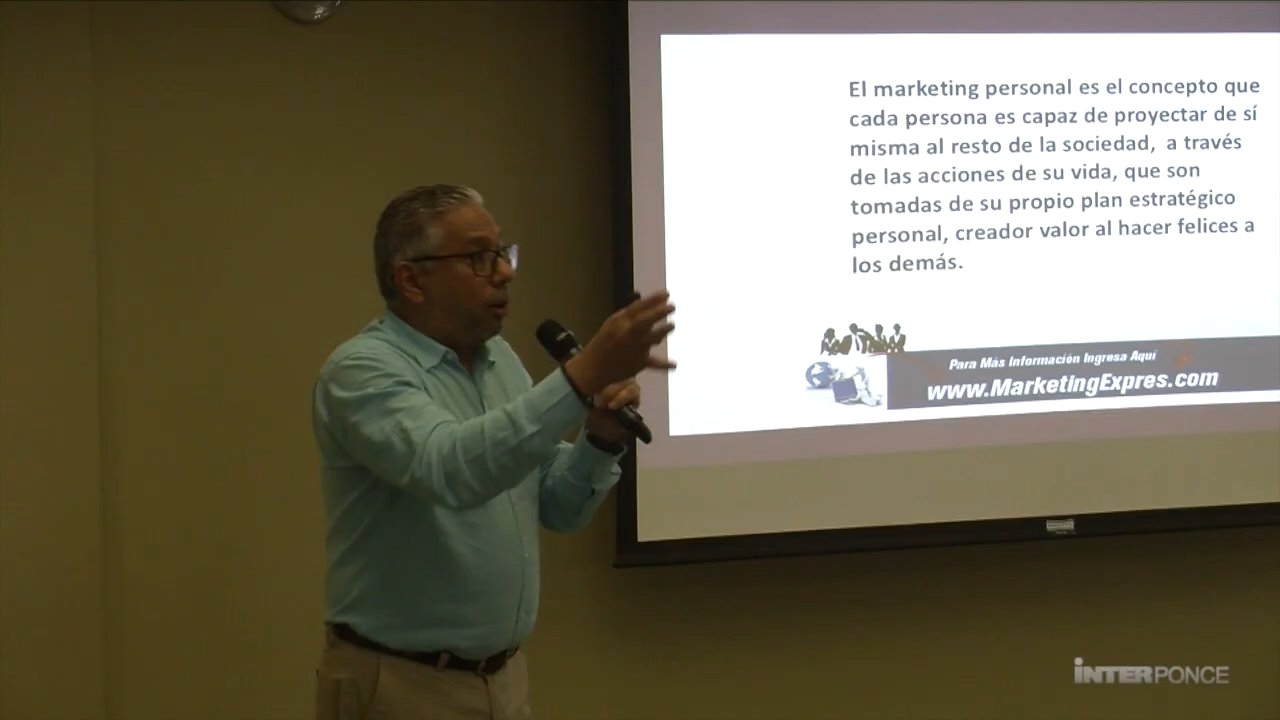 El marketing personal es el concepto que
cada persona es capaz de proyectar de sí
misma al resto de la sociedad, a través
de las acciones de su vida, que son
tomadas de su propio plan estratégico
personal, creador valor al hacer felices a
los demás.
Para Más Información Ingresa Aquí
www.MarketingExpres.com
INTERPONCE